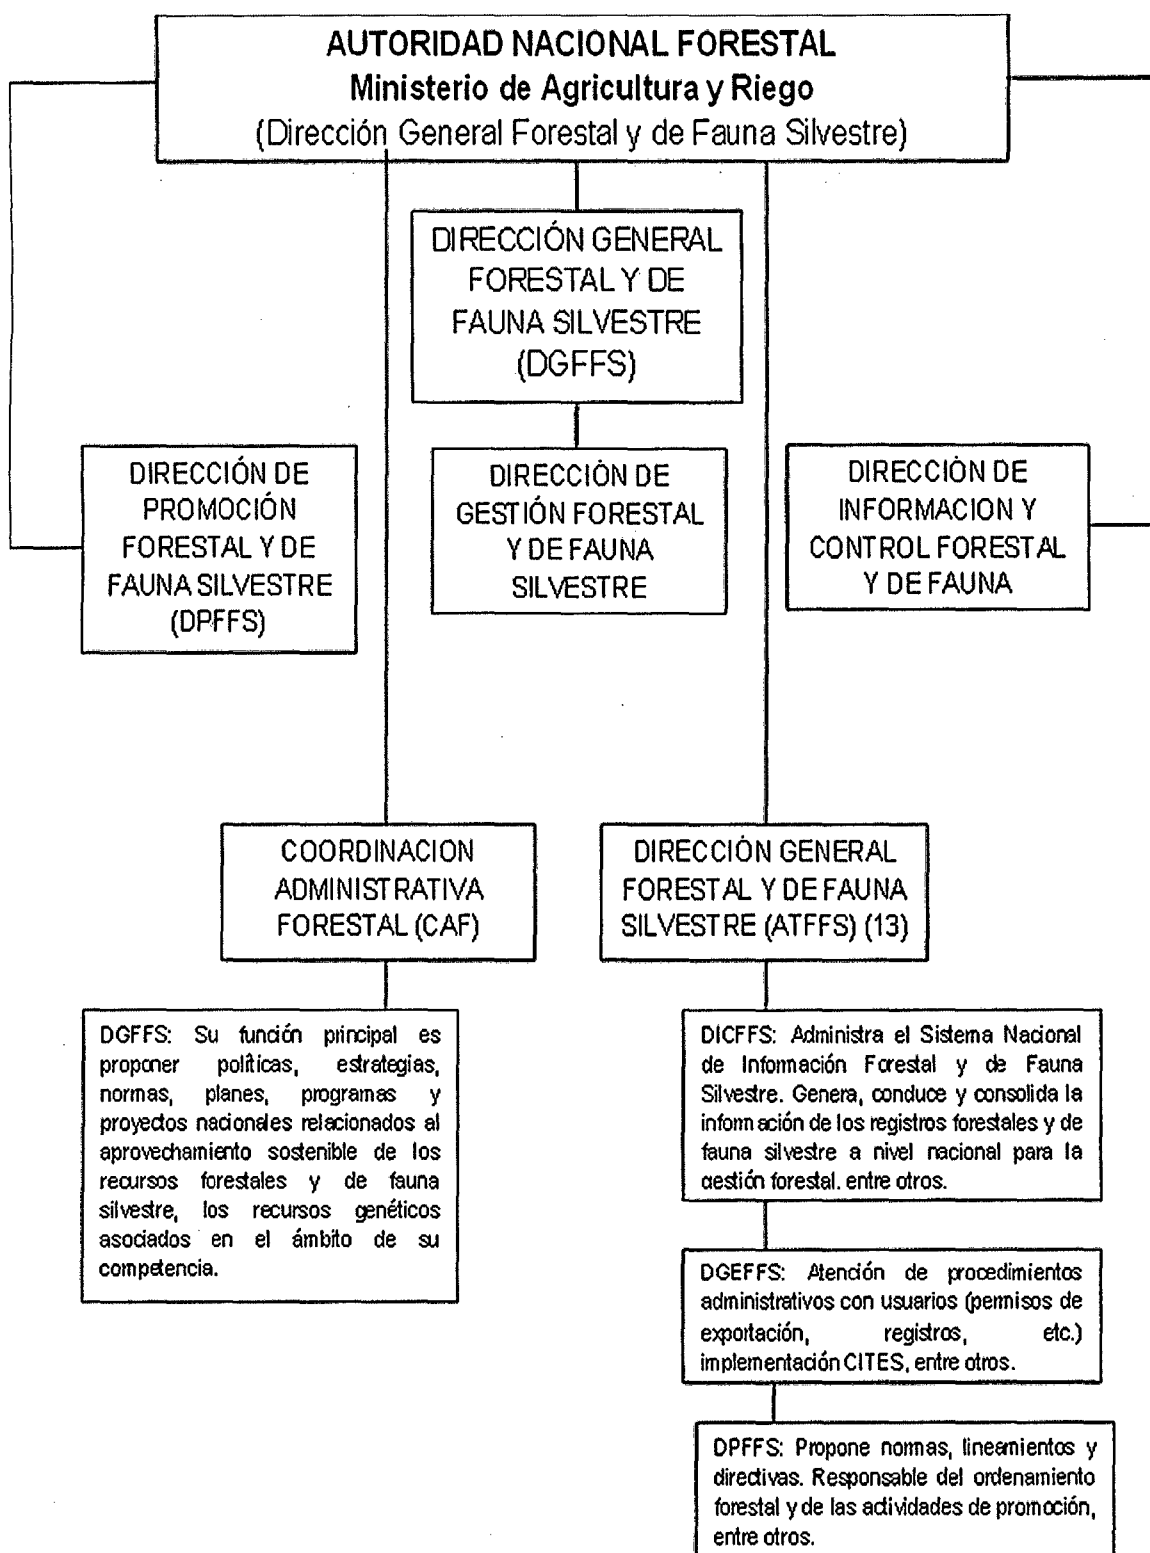 AUTORIDAD NACIONAL FORESTAL
Ministerio de Agricultura y Riego
(Dirección General Forestal y de Fauna Silvestre)
DIRECCIÓN GENERAL
FORESTAL Y DE
FAUNA SILVESTRE
(DGFFS)
DIRECCIÓN DE
PROMOCIÓN
FORESTAL Y DE
FAUNA SILVESTRE
(DPFFS)
DIRECCIÓN DE
GESTIÓN FORESTAL
Y DE FAUNA
SILVESTRE
DIRECCIÓN DE
INFORMACION Y
CONTROL FORESTAL
Y DE FAUNA
COORDINACION
ADMINISTRATIVA
FORESTAL (CAF)
DIRECCIÓN GENERAL
FORESTAL Y DE FAUNA
SILVESTRE (ATFFS) (13)
DGFFS: Su función principal es
proponer políticas, estrategias,
normas, planes, programas y
proyectos nacionales relacionados al
aprovechamiento sostenible de los
recursos forestales y de fauna
silvestre, los recursos genéticos
asociados en el ámbito de su
competencia.
DICFFS: Administra el Sistema Nacional
de Información Forestal y de Fauna
Silvestre. Genera, conduce y consolida la
información de los registros forestales y de
fauna silvestre a nivel nacional para la
gestión forestal. entre otros.
DGEFFS: Atención de procedimientos
administrativos con usuarios (permisos de
exportación, registros, etc.)
implementación CITES, entre otros.
DPFFS: Propone normas, lineamientos y
directivas. Responsable del ordenamiento
forestal y de las actividades de promoción,
entre otros.